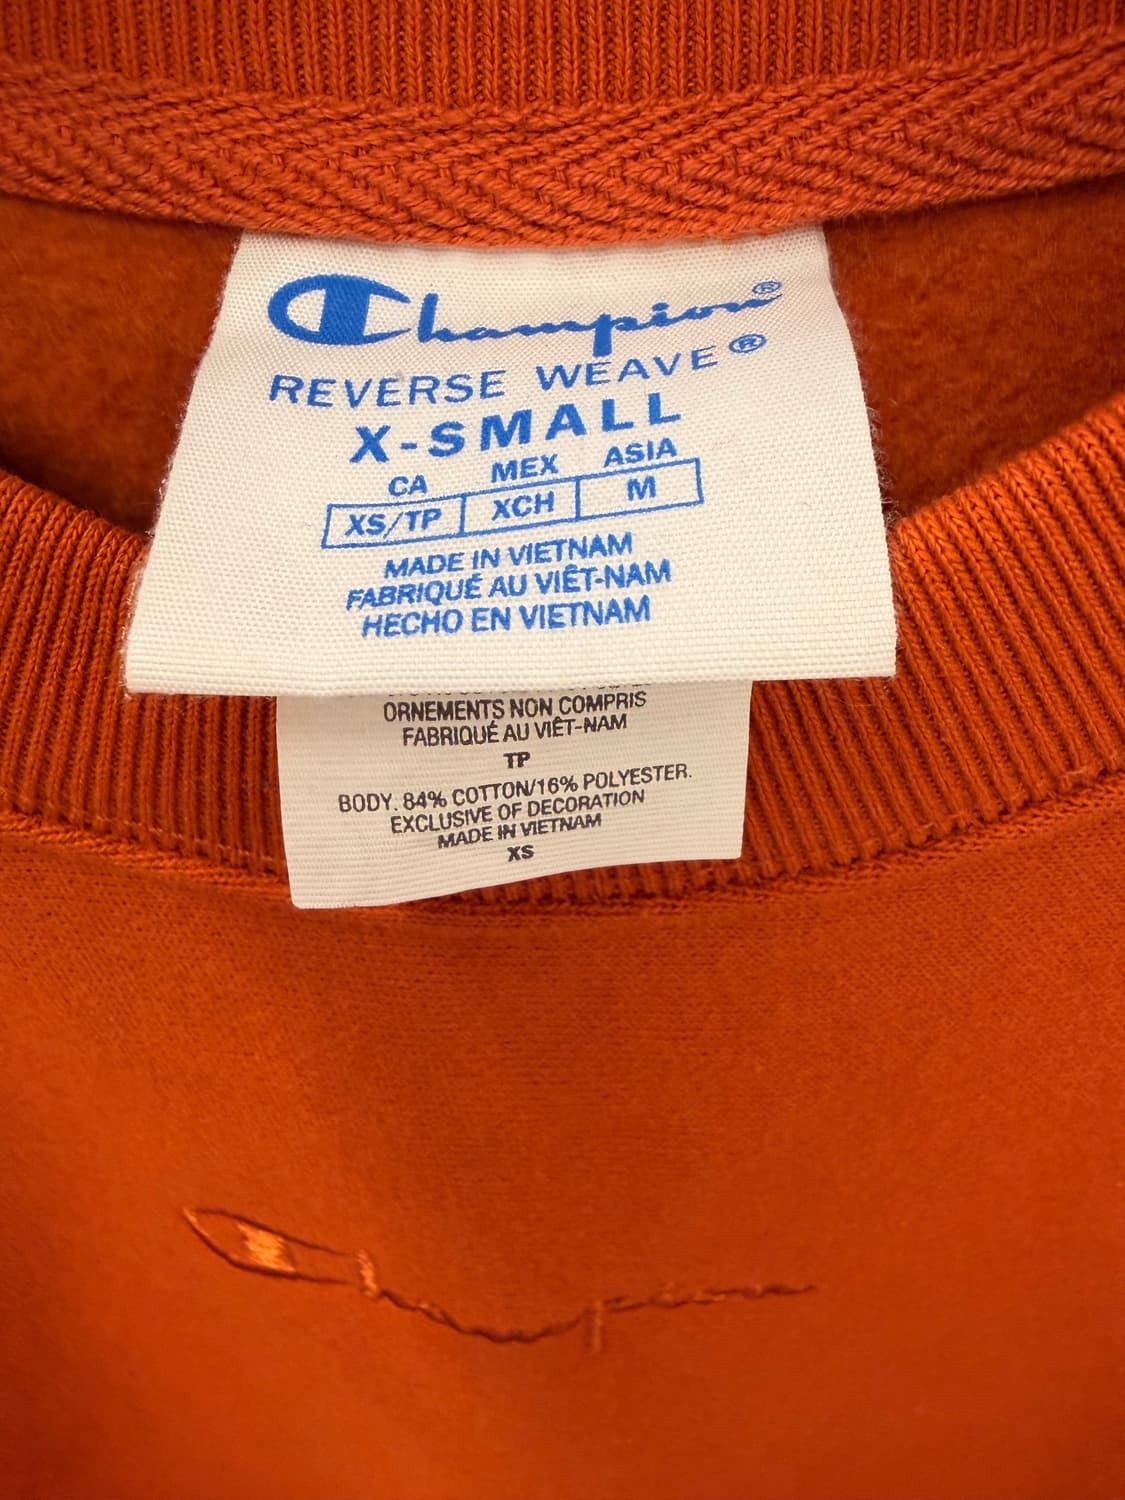 Champion®
REVERSE WEAVE®
X-SMALL
CA MEX ASIA
XS/TP XCH M
MADE IN VIETNAM
FABRIQUÉ AU VIÊT-NAM
HECHO EN VIETNAM
ORNEMENTS NON COMPRIS
FABRIQUÉ AU VIÊT-NAM
TP
BODY. 84% COTTON/16% POLYESTER.
EXCLUSIVE OF DECORATION
MADE IN VIETNAM
XS